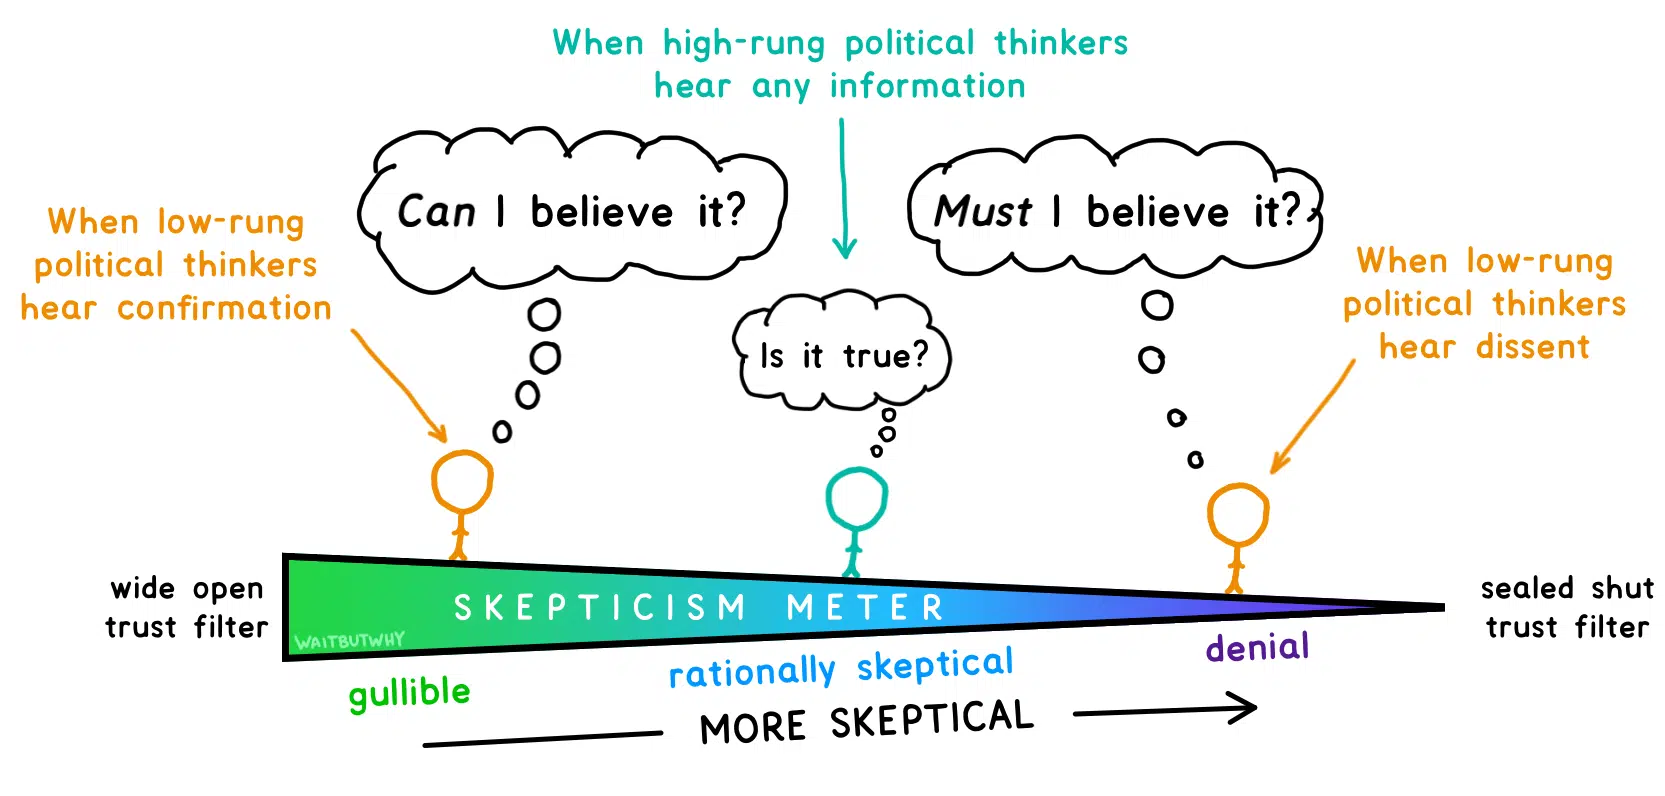 When high-rung political thinkers
hear any information
Can I believe it?
Must I believe it?
When low-rung
political thinkers
hear confirmation
Is it true?
When low-rung
political thinkers
hear dissent
wide open
trust filter
SKEPTICISM METER
WAITBUTWHY
sealed shut
trust filter
gullible
rationally skeptical
denial
MORE SKEPTICAL